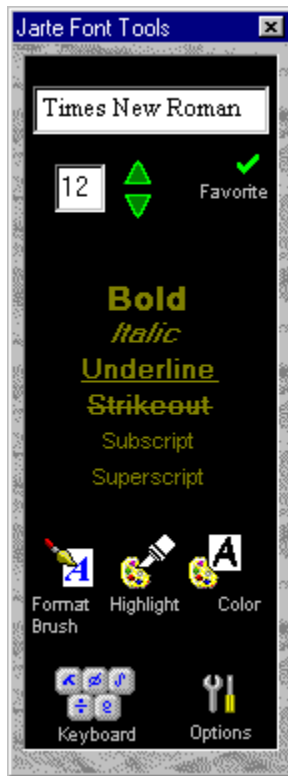 Jarte Font Tools
Times New Roman
12
Favorite
Bold
Italic
Underline
Strikeout
Subscript
Superscript
Format Brush
Highlight
Color
Keyboard
Options